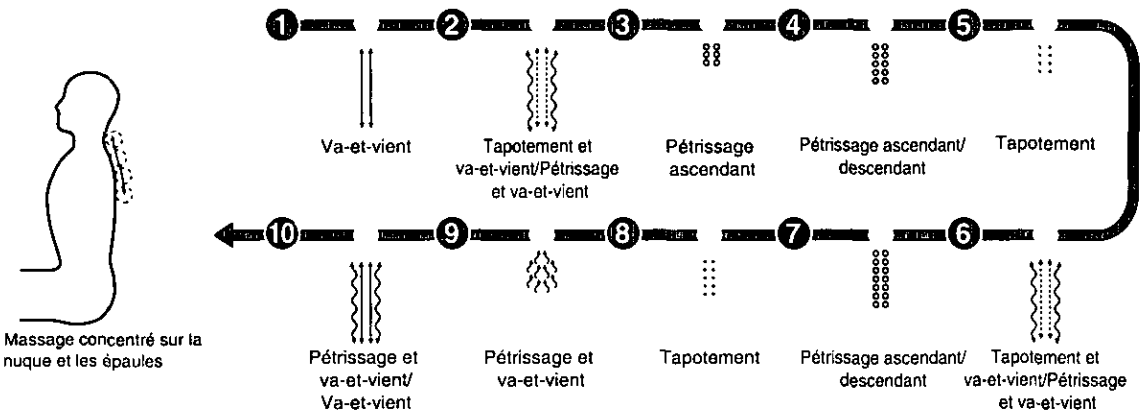 1 2 3 4 5
Va-et-vient
Tapotement et
va-et-vient/Pétrissage
et va-et-vient
Pétrissage
ascendant
Pétrissage ascendant/
descendant
Tapotement
10 9 8 7 6
Massage concentré sur la
nuque et les épaules
Pétrissage et
va-et-vient/
Va-et-vient
Pétrissage et
va-et-vient
Tapotement
Pétrissage ascendant/
descendant
Tapotement et
va-et-vient/Pétrissage
et va-et-vient